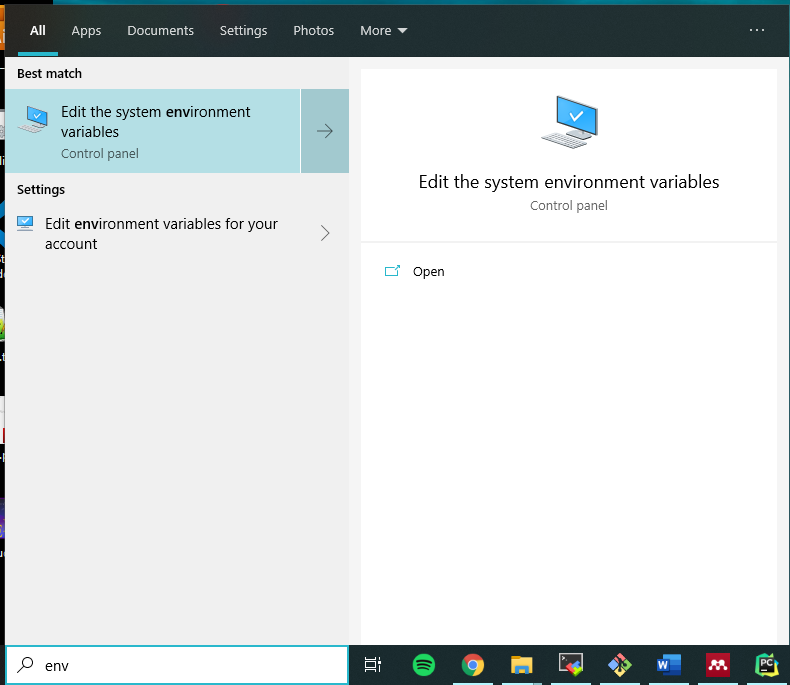 All Apps Documents Settings Photos More
Best match
Edit the system environment
variables
Control panel
Settings
Edit environment variables for your
account
Edit the system environment variables
Control panel
Open
env
W
PC